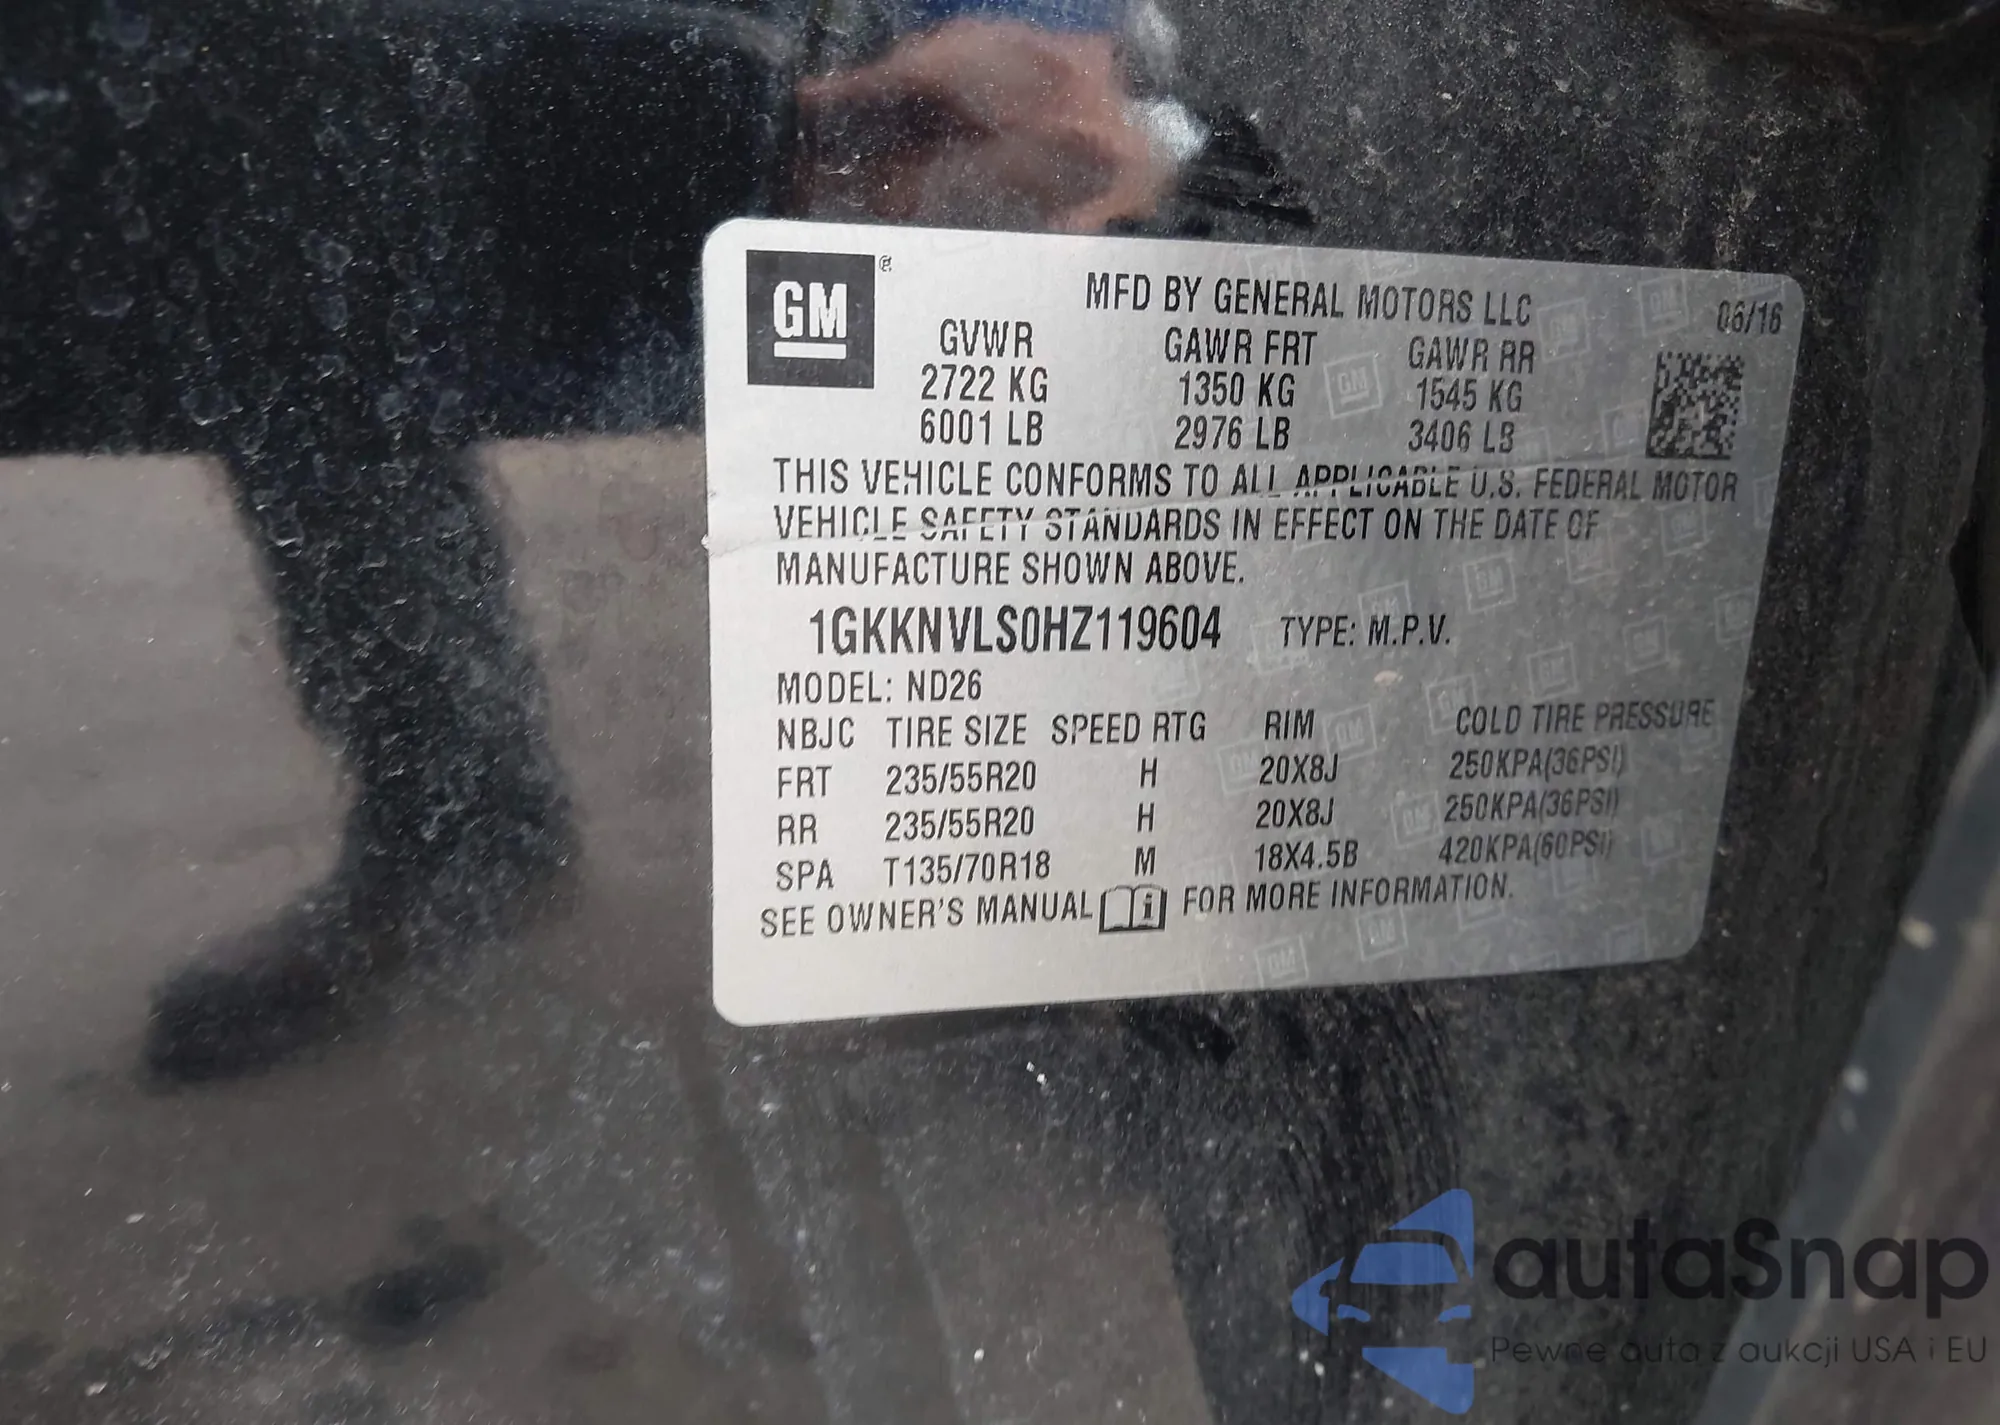 GM ®
MFD BY GENERAL MOTORS LLC 06/16
GVWR GAWR FRT GAWR RR
2722 KG 1350 KG 1545 KG
6001 LB 2976 LB 3406 LB
THIS VEHICLE CONFORMS TO ALL APPLICABLE U.S. FEDERAL MOTOR
VEHICLE SAFETY STANDARDS IN EFFECT ON THE DATE OF
MANUFACTURE SHOWN ABOVE.
1GKKNVLS0HZ119604 TYPE: M.P.V.
MODEL: ND26
NBJC TIRE SIZE SPEED RTG RIM COLD TIRE PRESSURE
FRT 235/55R20 H 20X8J 250KPA(36PSI)
RR 235/55R20 H 20X8J 250KPA(36PSI)
SPA T135/70R18 M 18X4.5B 420KPA(60PSI)
SEE OWNER'S MANUAL i FOR MORE INFORMATION.
autaSnap
Pewne auta z aukcji USA i EU